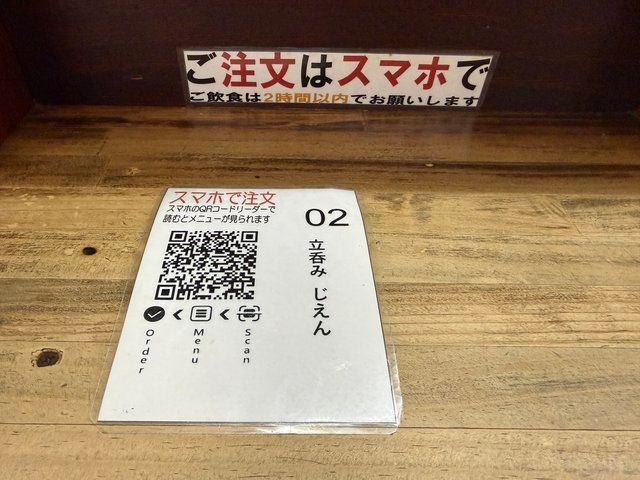 ご注文はスマホで
ご飲食は2時間以内でお願いします
スマホで注文
スマホのQRコードリーダーで
読むとメニューが見られます
02
立呑み じえん
Scan
Menu
Order